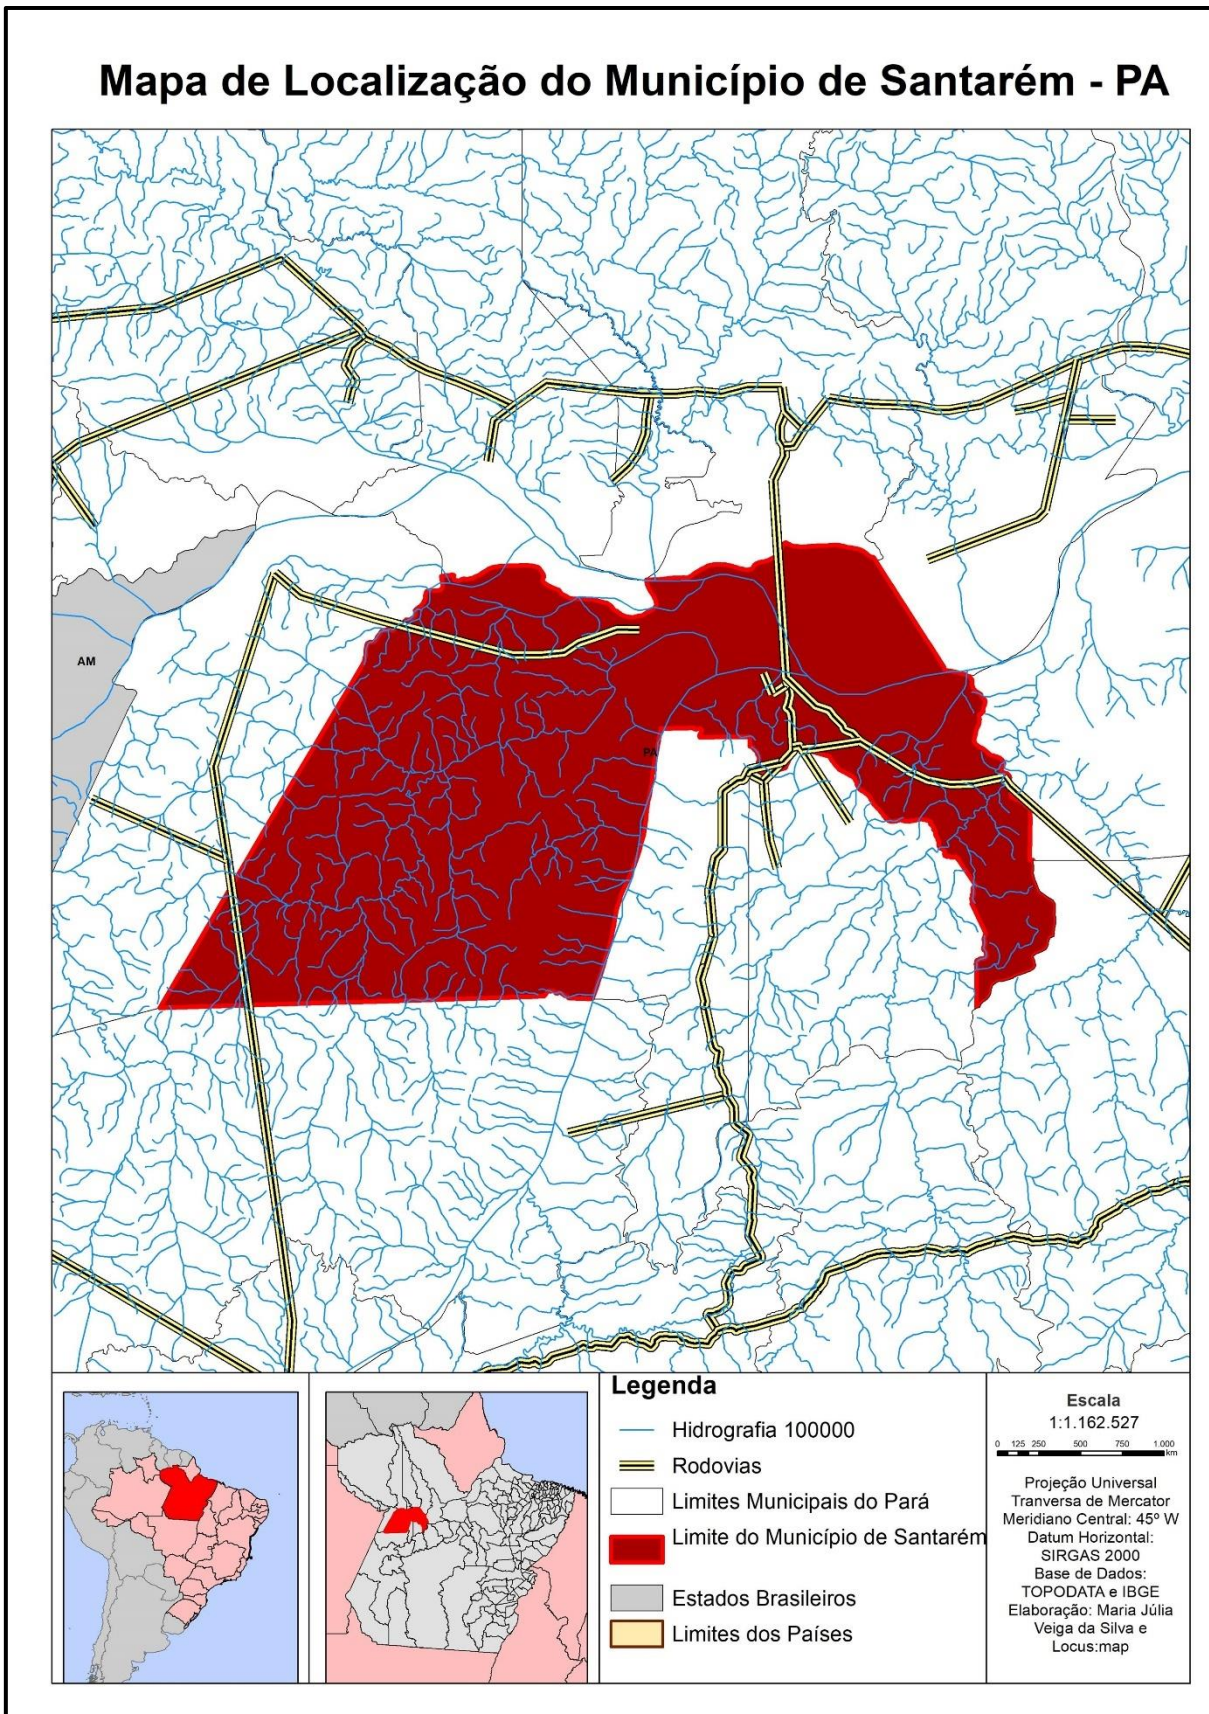 Mapa de Localização do Município de Santarém - PA
AM
PA
Legenda
Hidrografia 100000
Rodovias
Limites Municipais do Pará
Limite do Município de Santarém
Estados Brasileiros
Limites dos Países
Escala
1:1.162.527
0 125 250 500 750 1.000
km
Projeção Universal
Tranversa de Mercator
Meridiano Central: 45º W
Datum Horizontal:
SIRGAS 2000
Base de Dados:
TOPODATA e IBGE
Elaboração: Maria Júlia
Veiga da Silva e
Locus:map